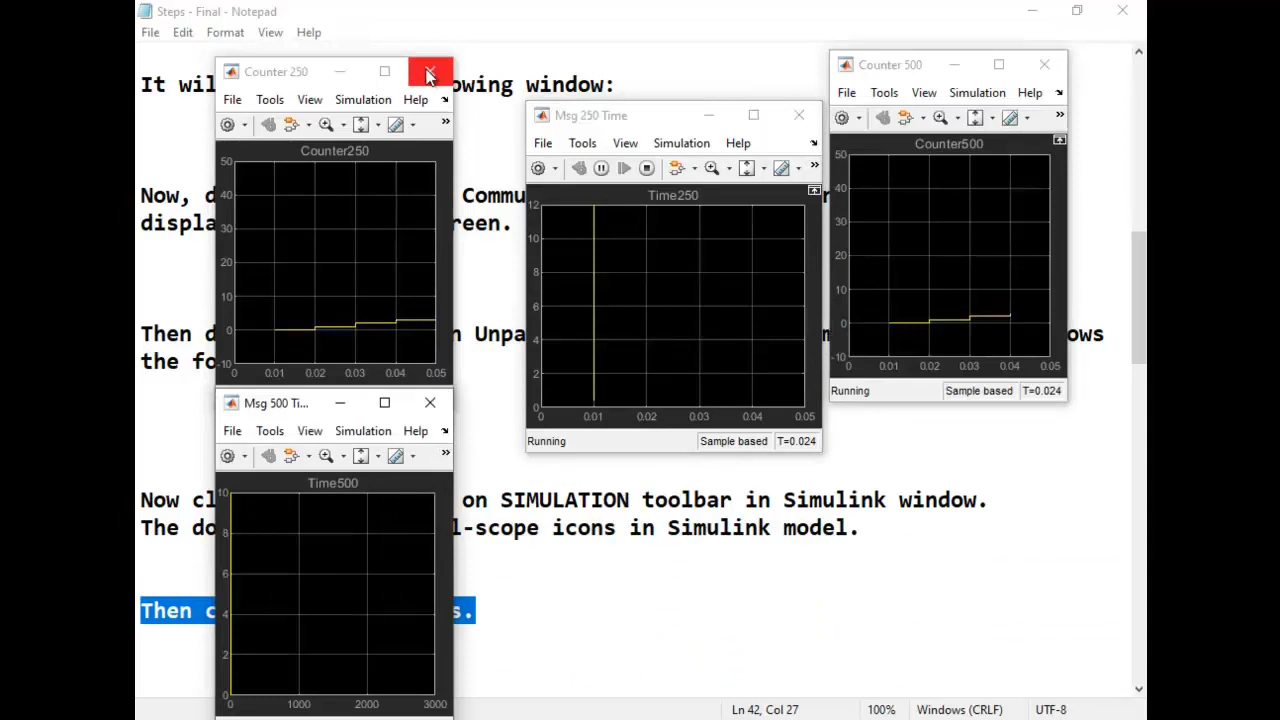 Steps - Final - Notepad
File Edit Format View Help
It wil
owing window:
Now, d
Commu
r
displa
reen.
Then d
n Unpa
m
ows
the fo
Now cl
on SIMULATION toolbar in Simulink window.
The do
l-scope icons in Simulink model.
Then c
s.
Counter 250
File Tools View Simulation Help
Counter250
50
40
30
20
10
0
-10
0 0.01 0.02 0.03 0.04 0.05
Msg 250 Time
File Tools View Simulation Help
Time250
12
10
8
6
4
2
0
0 0.01 0.02 0.03 0.04 0.05
Running Sample based T=0.024
Counter 500
File Tools View Simulation Help
Counter500
50
40
30
20
10
0
-10
0 0.01 0.02 0.03 0.04 0.05
Running Sample based T=0.024
Msg 500 Ti...
File Tools View Simulation Help
Time500
10
8
6
4
2
0
0 1000 2000 3000
Ln 42, Col 27 100% Windows (CRLF) UTF-8